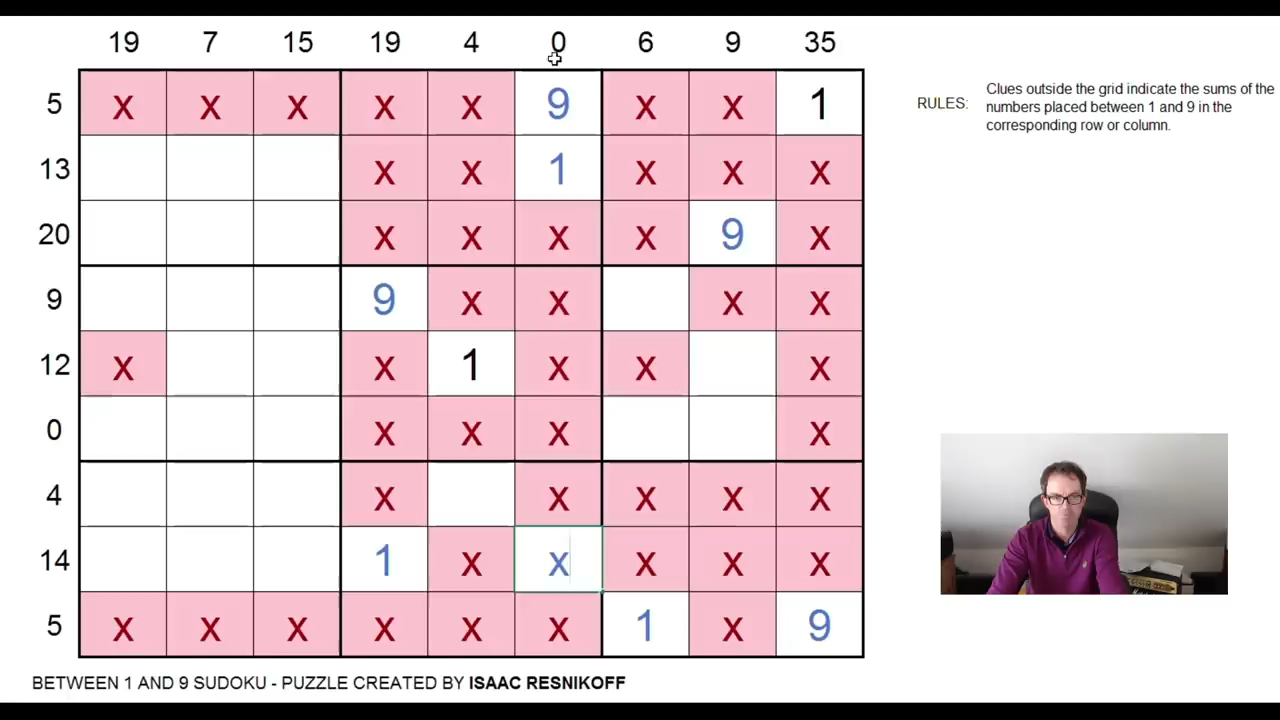 19 7 15 19 4 0 6 9 35
5 x x x x x 9 x x 1
13 x x 1 x x x
20 x x x x 9 x
9 9 x x x x
12 x x 1 x x x
0 x x x x
4 x x x x x
14 1 x x x x x
5 x x x x x x 1 x 9
RULES:
Clues outside the grid indicate the sums of the
numbers placed between 1 and 9 in the
corresponding row or column.
BETWEEN 1 AND 9 SUDOKU - PUZZLE CREATED BY ISAAC RESNIKOFF